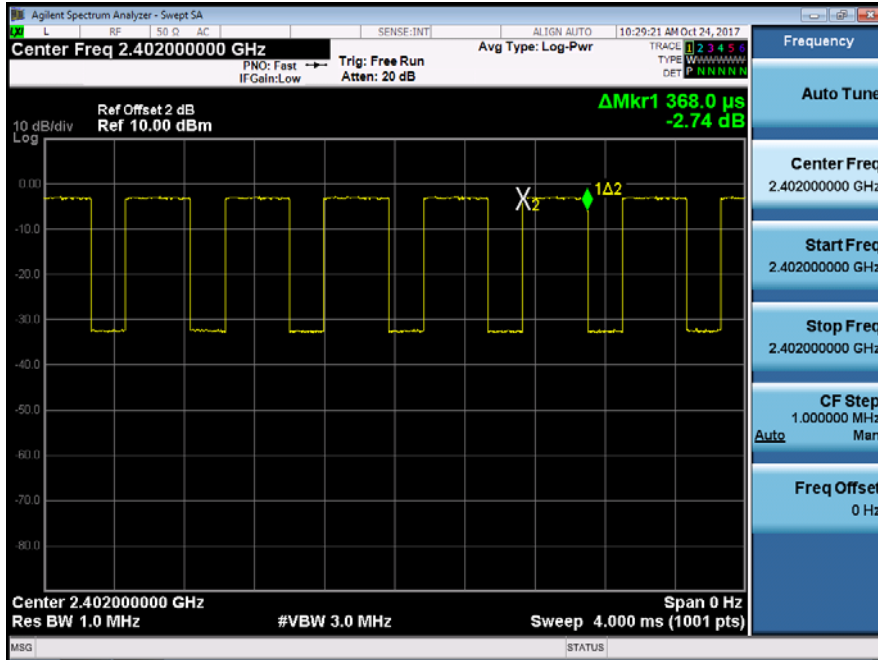 Agilent Spectrum Analyzer - Swept SA
LXI L RF 50 Ω AC SENSE:INT ALIGN AUTO 10:29:21 AM Oct 24, 2017
Center Freq 2.402000000 GHz
PNO: Fast
IFGain:Low
Trig: Free Run
Atten: 20 dB
Avg Type: Log-Pwr
TRACE 1 2 3 4 5 6
TYPE WWWWWW
DET P N N N N N
ΔMkr1 368.0 µs
-2.74 dB
Ref Offset 2 dB
10 dB/div Ref 10.00 dBm
Log
0.00
-10.0
-20.0
-30.0
-40.0
-50.0
-60.0
-70.0
-80.0
X2
1Δ2
Center 2.402000000 GHz Span 0 Hz
Res BW 1.0 MHz #VBW 3.0 MHz Sweep 4.000 ms (1001 pts)
MSG STATUS
Frequency
Auto Tune
Center Freq
2.402000000 GHz
Start Freq
2.402000000 GHz
Stop Freq
2.402000000 GHz
CF Step
1.000000 MHz
Auto Man
Freq Offset
0 Hz